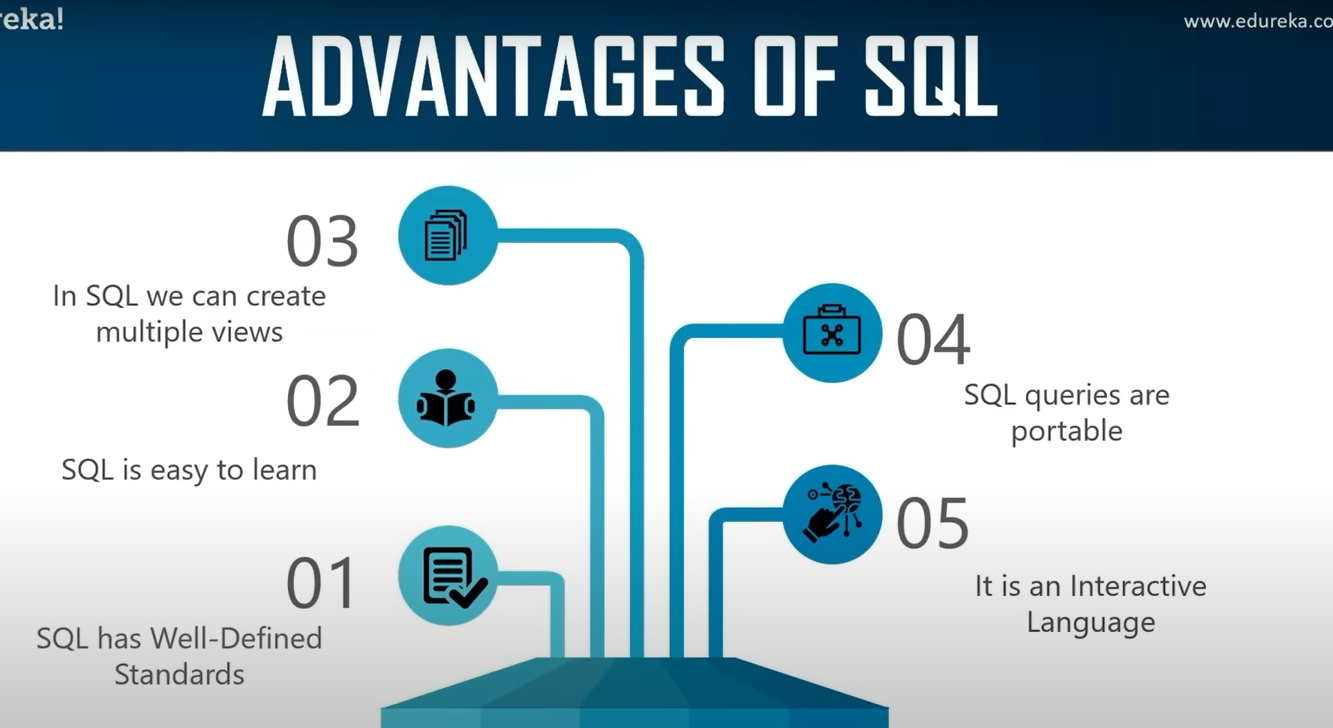 reka!
www.edureka.co
ADVANTAGES OF SQL
03
In SQL we can create
multiple views
04
SQL queries are
portable
02
SQL is easy to learn
05
It is an Interactive
Language
01
SQL has Well-Defined
Standards